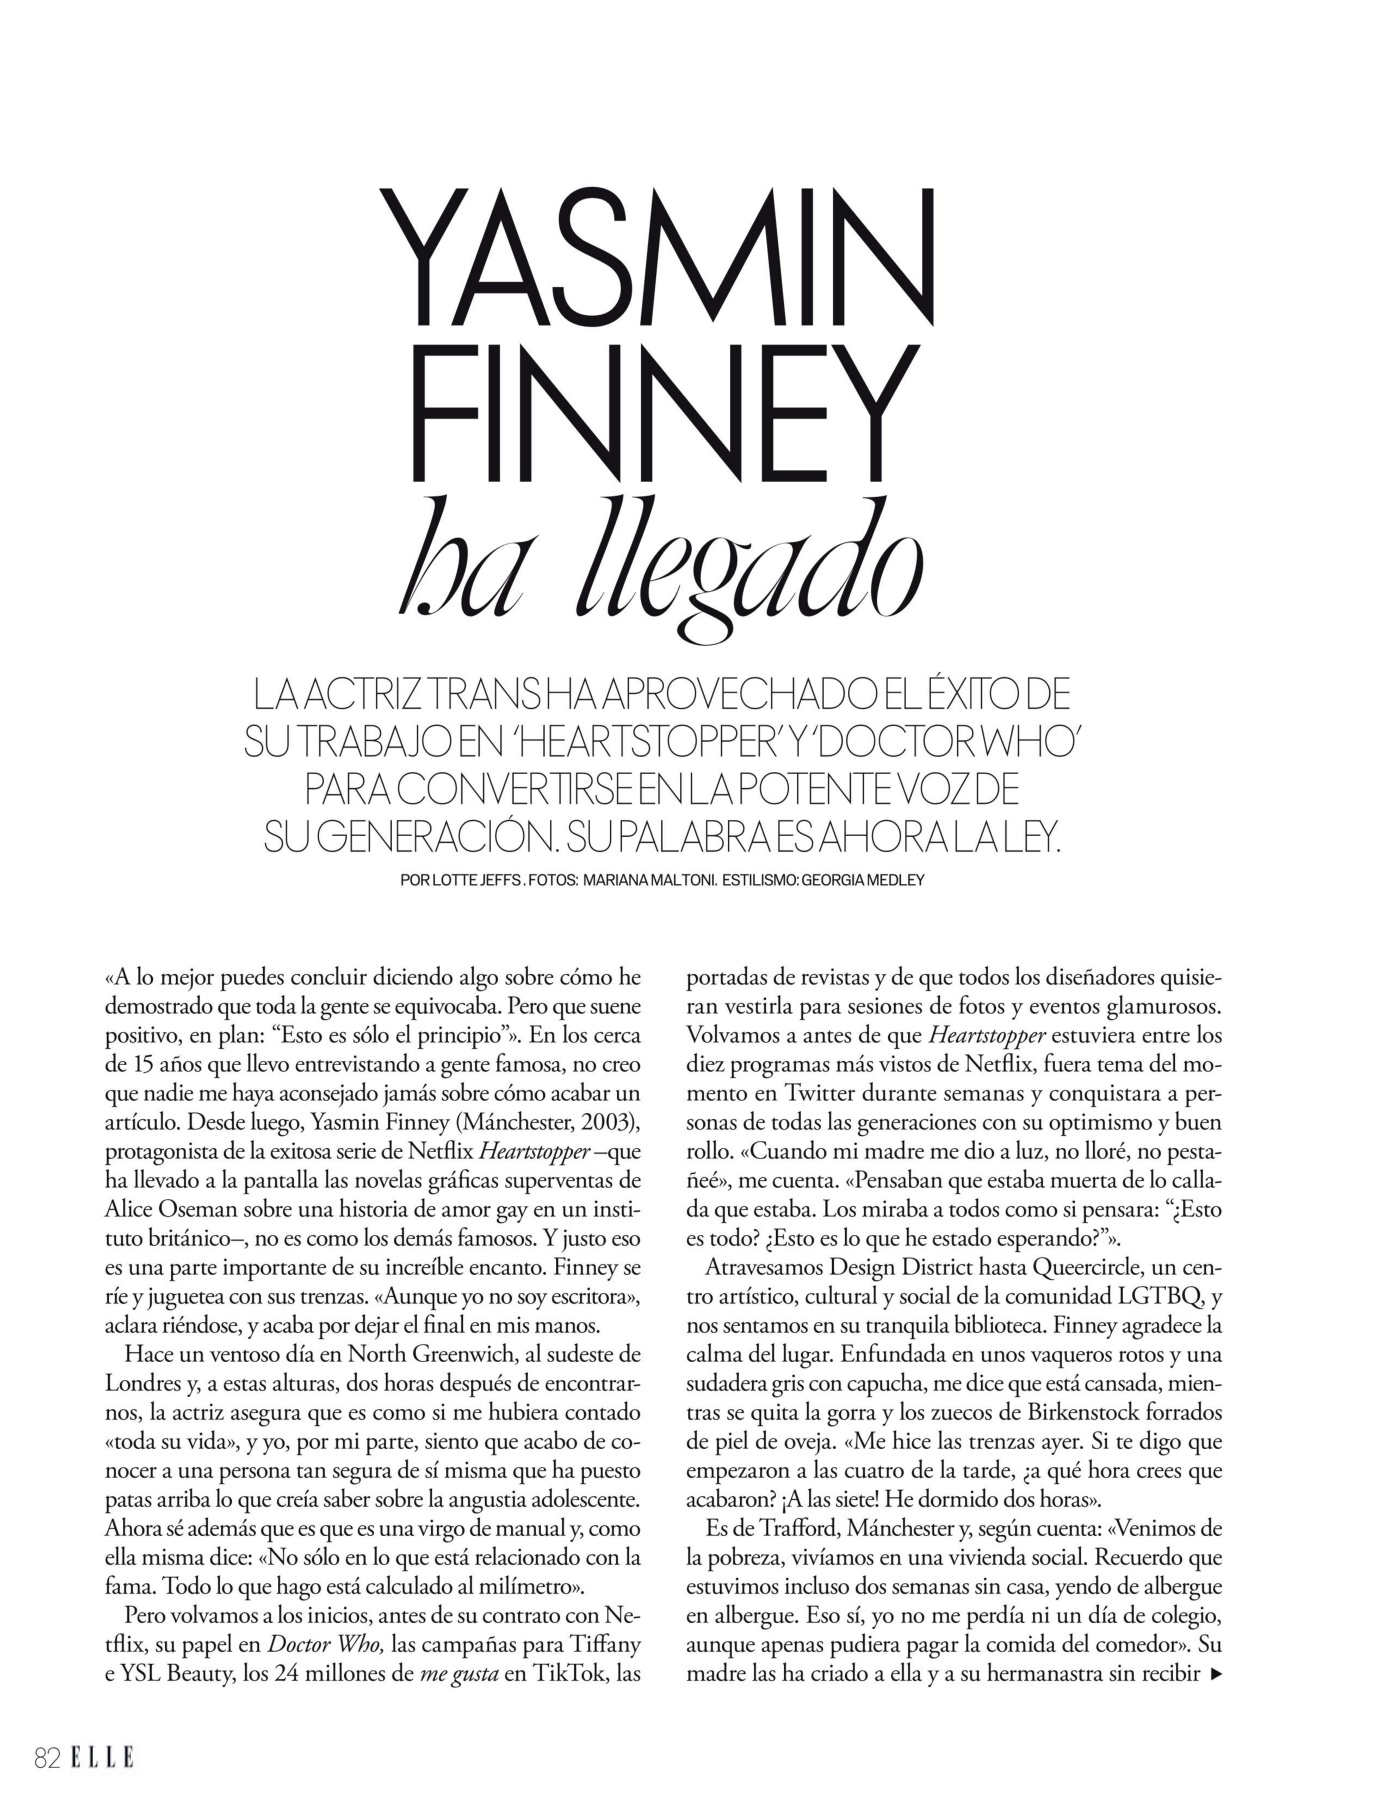 YASMIN
FINNEY
ha llegado
LA ACTRIZ TRANS HA APROVECHADO EL ÉXITO DE
SU TRABAJO EN ‘HEARTSTOPPER’ Y ‘DOCTOR WHO’
PARA CONVERTIRSE EN LA POTENTE VOZ DE
SU GENERACIÓN. SU PALABRA ES AHORA LA LEY.
POR LOTTE JEFFS. FOTOS: MARIANA MALTONI. ESTILISMO: GEORGIA MEDLEY
«A lo mejor puedes concluir diciendo algo sobre cómo he
demostrado que toda la gente se equivocaba. Pero que suene
positivo, en plan: “Esto es sólo el principio”». En los cerca
de 15 años que llevo entrevistando a gente famosa, no creo
que nadie me haya aconsejado jamás sobre cómo acabar un
artículo. Desde luego, Yasmin Finney (Mánchester, 2003),
protagonista de la exitosa serie de Netflix Heartstopper –que
ha llevado a la pantalla las novelas gráficas superventas de
Alice Oseman sobre una historia de amor gay en un insti-
tuto británico–, no es como los demás famosos. Y justo eso
es una parte importante de su increíble encanto. Finney se
ríe y juguetea con sus trenzas. «Aunque yo no soy escritora»,
aclara riéndose, y acaba por dejar el final en mis manos.
Hace un ventoso día en North Greenwich, al sudeste de
Londres y, a estas alturas, dos horas después de encontrar-
nos, la actriz asegura que es como si me hubiera contado
«toda su vida», y yo, por mi parte, siento que acabo de co-
nocer a una persona tan segura de sí misma que ha puesto
patas arriba lo que creía saber sobre la angustia adolescente.
Ahora sé además que es que es una virgo de manual y, como
ella misma dice: «No sólo en lo que está relacionado con la
fama. Todo lo que hago está calculado al milímetro».
Pero volvamos a los inicios, antes de su contrato con Ne-
tflix, su papel en Doctor Who, las campañas para Tiffany
e YSL Beauty, los 24 millones de me gusta en TikTok, las
portadas de revistas y de que todos los diseñadores quisie-
ran vestirla para sesiones de fotos y eventos glamurosos.
Volvamos a antes de que Heartstopper estuviera entre los
diez programas más vistos de Netflix, fuera tema del mo-
mento en Twitter durante semanas y conquistara a per-
sonas de todas las generaciones con su optimismo y buen
rollo. «Cuando mi madre me dio a luz, no lloré, no pesta-
ñeé», me cuenta. «Pensaban que estaba muerta de lo calla-
da que estaba. Los miraba a todos como si pensara: “¿Esto
es todo? ¿Esto es lo que he estado esperando?”».
Atravesamos Design District hasta Queercircle, un cen-
tro artístico, cultural y social de la comunidad LGTBQ, y
nos sentamos en su tranquila biblioteca. Finney agradece la
calma del lugar. Enfundada en unos vaqueros rotos y una
sudadera gris con capucha, me dice que está cansada, mien-
tras se quita la gorra y los zuecos de Birkenstock forrados
de piel de oveja. «Me hice las trenzas ayer. Si te digo que
empezaron a las cuatro de la tarde, ¿a qué hora crees que
acabaron? ¡A las siete! He dormido dos horas».
Es de Trafford, Mánchester y, según cuenta: «Venimos de
la pobreza, vivíamos en una vivienda social. Recuerdo que
estuvimos incluso dos semanas sin casa, yendo de albergue
en albergue. Eso sí, yo no me perdía ni un día de colegio,
aunque apenas pudiera pagar la comida del comedor». Su
madre las ha criado a ella y a su hermanastra sin recibir ▶
82 ELLE